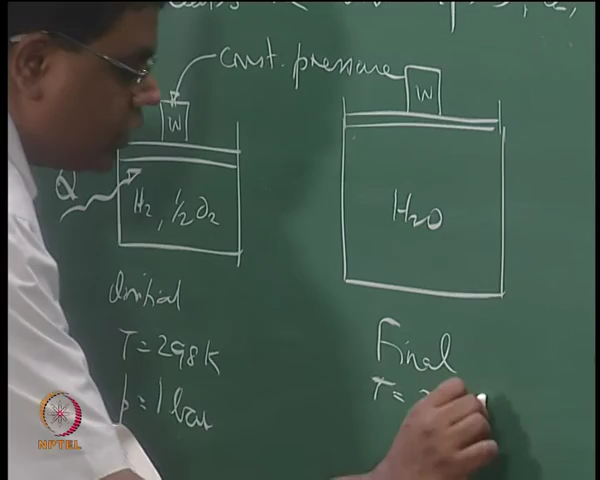 const. pressure
W
W
Q
H2, 1/2 O2
H2O
Initial
T = 298 K
p = 1 bar
Final
T =
NPTEL